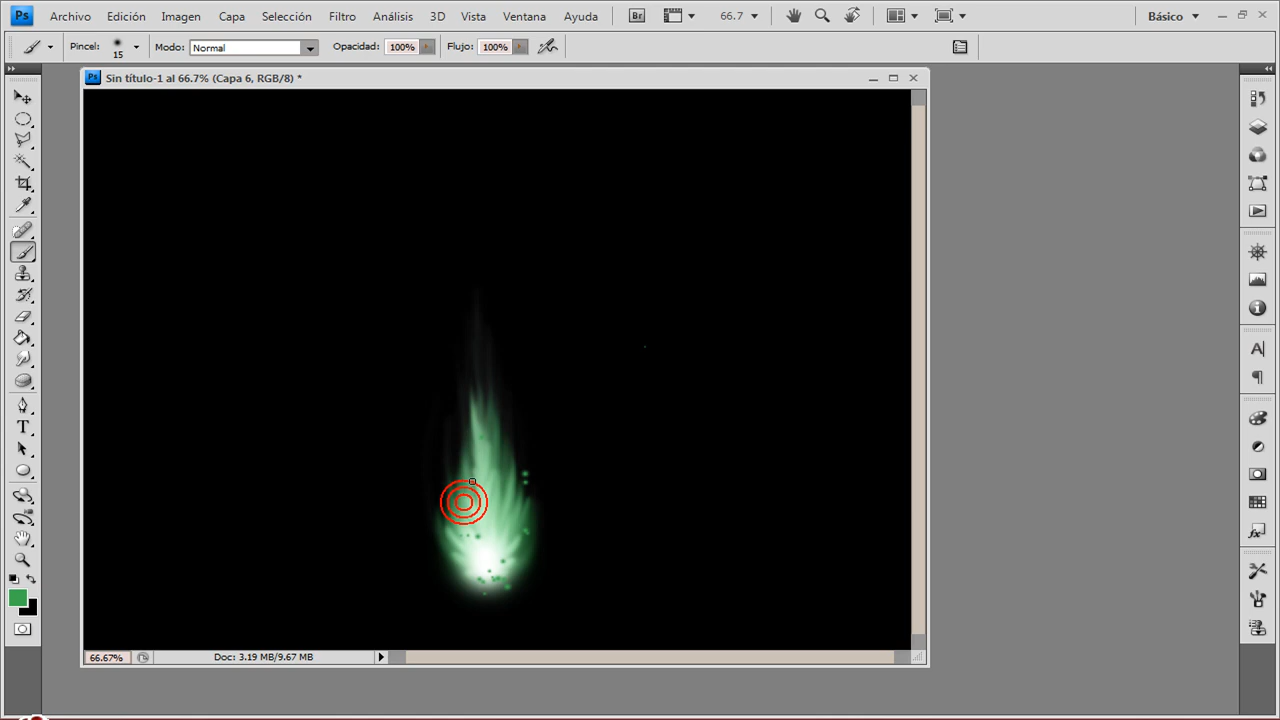 Ps Archivo Edición Imagen Capa Selección Filtro Análisis 3D Vista Ventana Ayuda Br 66.7 Básico
Pincel: 15 Modo: Normal Opacidad: 100% Flujo: 100%
Ps Sin título-1 al 66.7% (Capa 6, RGB/8) *
66.67% Doc: 3.19 MB/9.67 MB